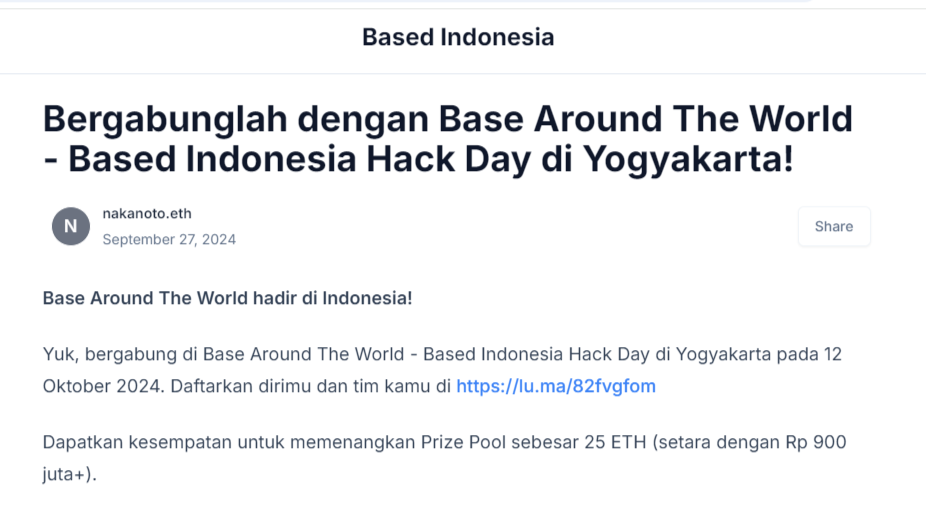 Based Indonesia
Bergabunglah dengan Base Around The World
- Based Indonesia Hack Day di Yogyakarta!
N
nakanoto.eth
September 27, 2024
Share
Base Around The World hadir di Indonesia!
Yuk, bergabung di Base Around The World - Based Indonesia Hack Day di Yogyakarta pada 12
Oktober 2024. Daftarkan dirimu dan tim kamu di https://lu.ma/82fvgfom
Dapatkan kesempatan untuk memenangkan Prize Pool sebesar 25 ETH (setara dengan Rp 900
juta+).